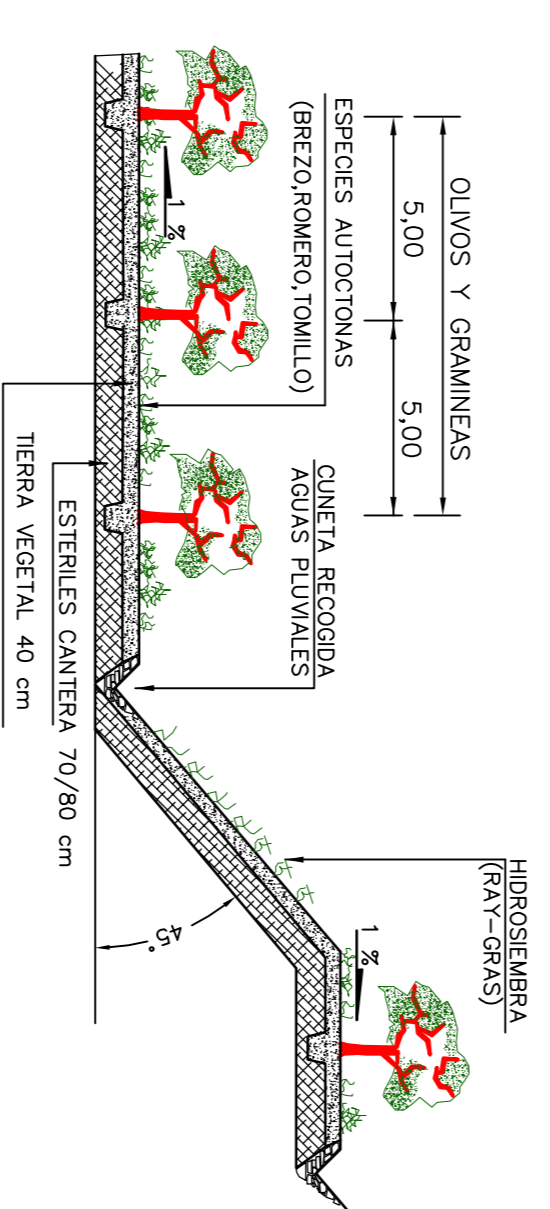 OLIVOS Y GRAMINEAS
5,00
5,00
ESPECIES AUTOCTONAS
(BREZO,ROMERO,TOMILLO)
1 %
CUNETA RECOGIDA
AGUAS PLUVIALES
HIDROSIEMBRA
(RAY-GRAS)
1 %
45°
ESTERILES CANTERA 70/80 cm
TIERRA VEGETAL 40 cm